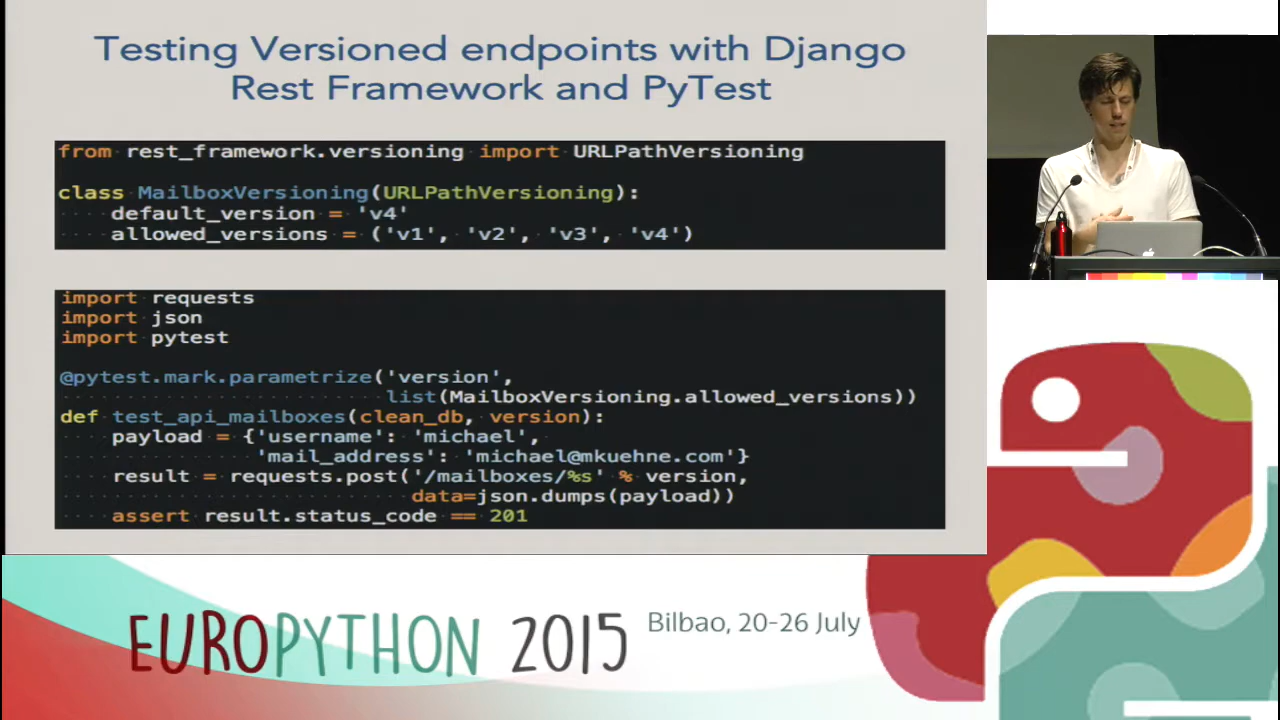 Testing Versioned endpoints with Django
Rest Framework and PyTest
from rest_framework.versioning import URLPathVersioning
class MailboxVersioning(URLPathVersioning):
    default_version = 'v4'
    allowed_versions = ('v1', 'v2', 'v3', 'v4')
import requests
import json
import pytest
@pytest.mark.parametrize('version',
                         list(MailboxVersioning.allowed_versions))
def test_api_mailboxes(clean_db, version):
    payload = {'username': 'michael',
               'mail_address': 'michael@mkuehne.com'}
    result = requests.post('/mailboxes/%s' % version,
                           data=json.dumps(payload))
    assert result.status_code == 201
EUROPYTHON 2015
Bilbao, 20-26 July